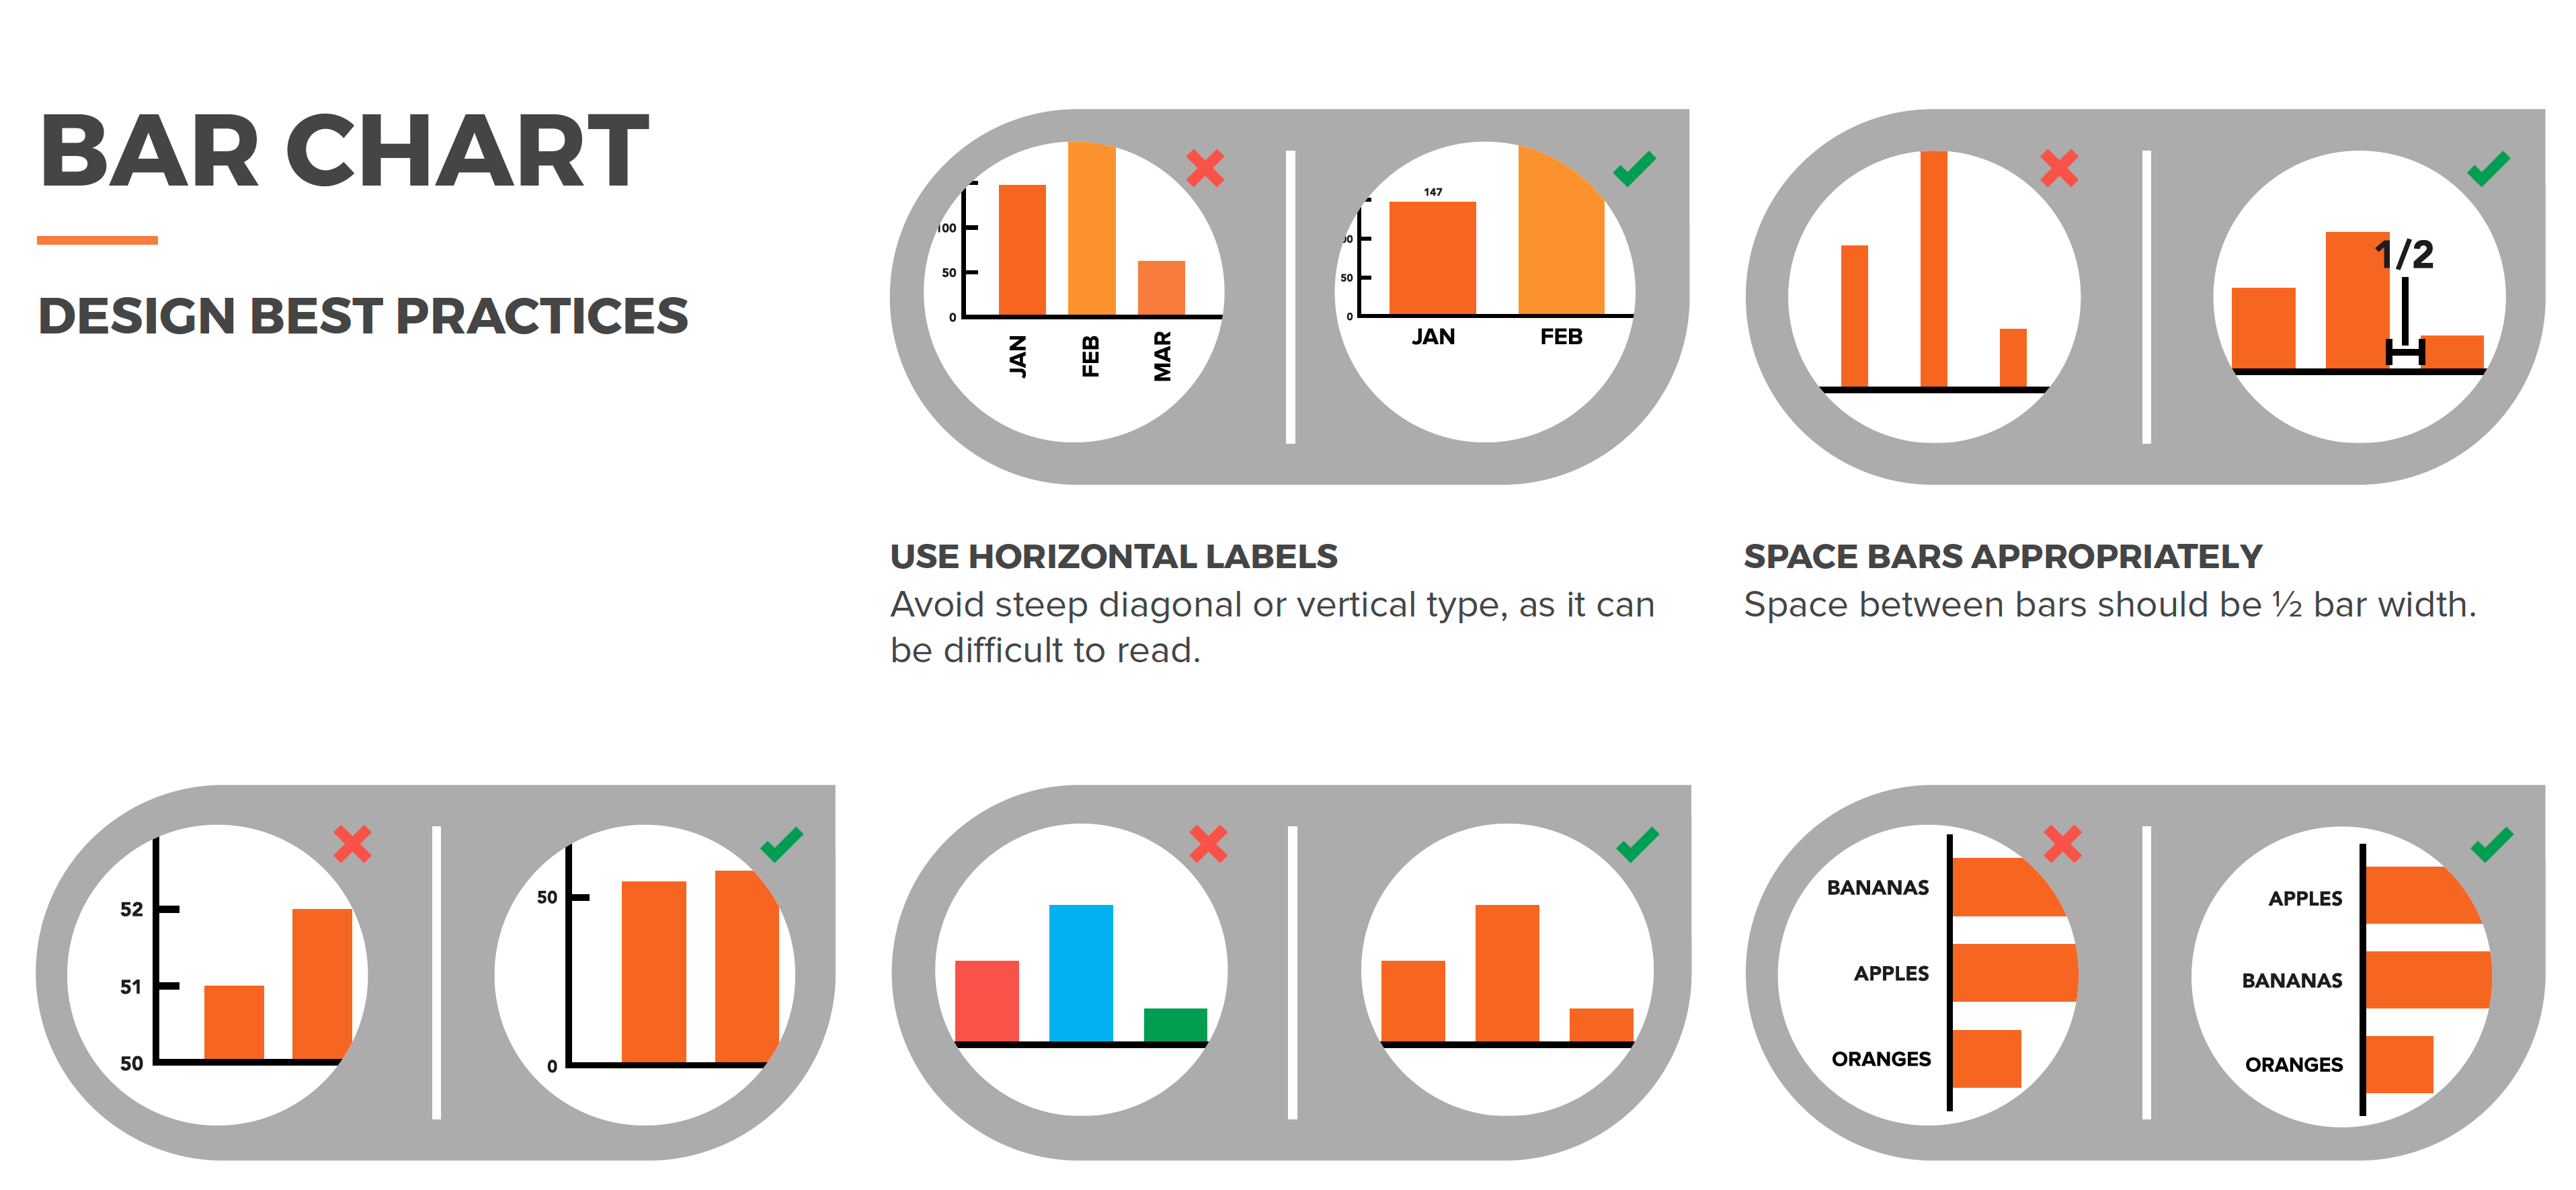 BAR CHART
DESIGN BEST PRACTICES
100
50
0
JAN
FEB
MAR
147
50
0
JAN
FEB
1/2
USE HORIZONTAL LABELS
Avoid steep diagonal or vertical type, as it can
be difficult to read.
SPACE BARS APPROPRIATELY
Space between bars should be ½ bar width.
52
51
50
50
0
BANANAS
APPLES
ORANGES
APPLES
BANANAS
ORANGES